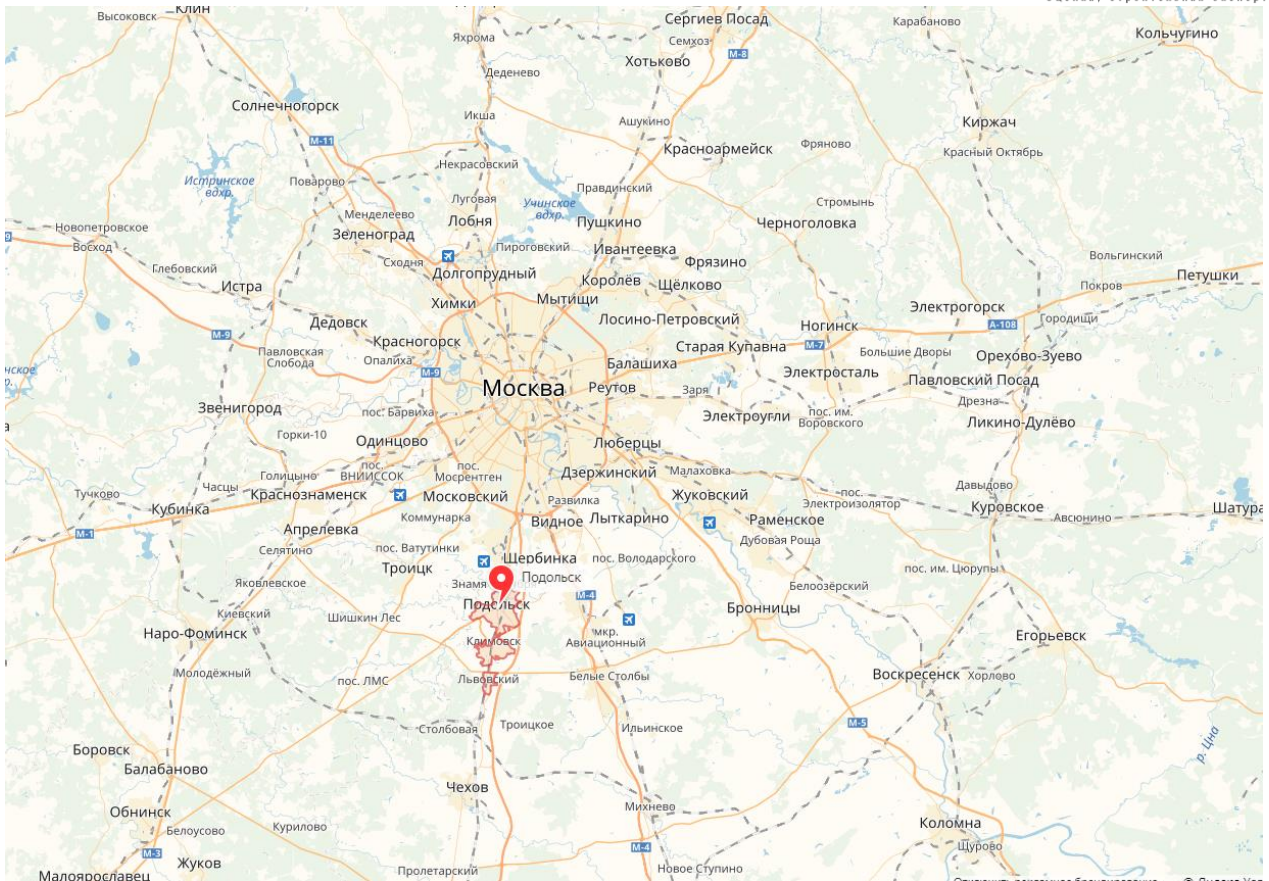 Клин
Высоковск
Сергиев Посад
Карабаново
Кольчугино
Яхрома
Семхоз
М-8
Хотьково
Деденево
Солнечногорск
Икша
Ашукино
Киржач
М-11
Красноармейск
Фряново
Красный Октябрь
Некрасовский
Истринское
вдхр.
Поварово
Правдинский
Луговая
Учинское
вдхр.
Стромынь
Менделеево
Лобня
Пушкино
Черноголовка
Новопетровское
Зеленоград
Восход
Пироговский
Ивантеевка
Вольгинский
Глебовский
Сходня
Долгопрудный
Фрязино
Петушки
Истра
Королёв
Щёлково
Покров
Химки
Мытищи
Электрогорск
Дедовск
Лосино-Петровский
Городищи
М-9
Ногинск
А-108
Красногорск
Старая Купавна
М-7
Павловская
Слобода
Опалиха
Балашиха
Большие Дворы
Орехово-Зуево
М-9
Электросталь
Павловский Посад
Москва
Реутов
Заря
Дрезна
Звенигород
пос. Барвиха
Электроугли
пос. им.
Воровского
Ликино-Дулёво
Горки-10
Одинцово
Люберцы
Голицыно
пос.
ВНИИССОК
пос.
Мосрентген
Дзержинский
Малаховка
Часцы
Давыдово
Тучково
Краснознаменск
Московский
Развилка
Жуковский
пос.
Электроизолятор
Кубинка
Куровское
Шатура
Коммунарка
Видное
Лыткарино
Раменское
Авсюнино
М-1
Апрелевка
Дубовая Роща
Селятино
пос. Ватутинки
Щербинка
пос. Володарского
Троицк
пос. им. Цюрупы
Яковлевское
Знамя
Подольск
Белоозёрский
М-4
Подольск
Бронницы
Киевский
Шишкин Лес
Наро-Фоминск
мкр.
Авиационный
Егорьевск
Климовск
Молодёжный
пос. ЛМС
Львовский
Белые Столбы
Воскресенск
Хорлово
Столбовая
Троицкое
Ильинское
М-5
р. Цна
Боровск
Балабаново
Чехов
Михнево
Обнинск
Белоусово
Курилово
Коломна
М-4
Щурово
М-3
Жуков
Пролетарский
Новое Ступино
Малоярославец